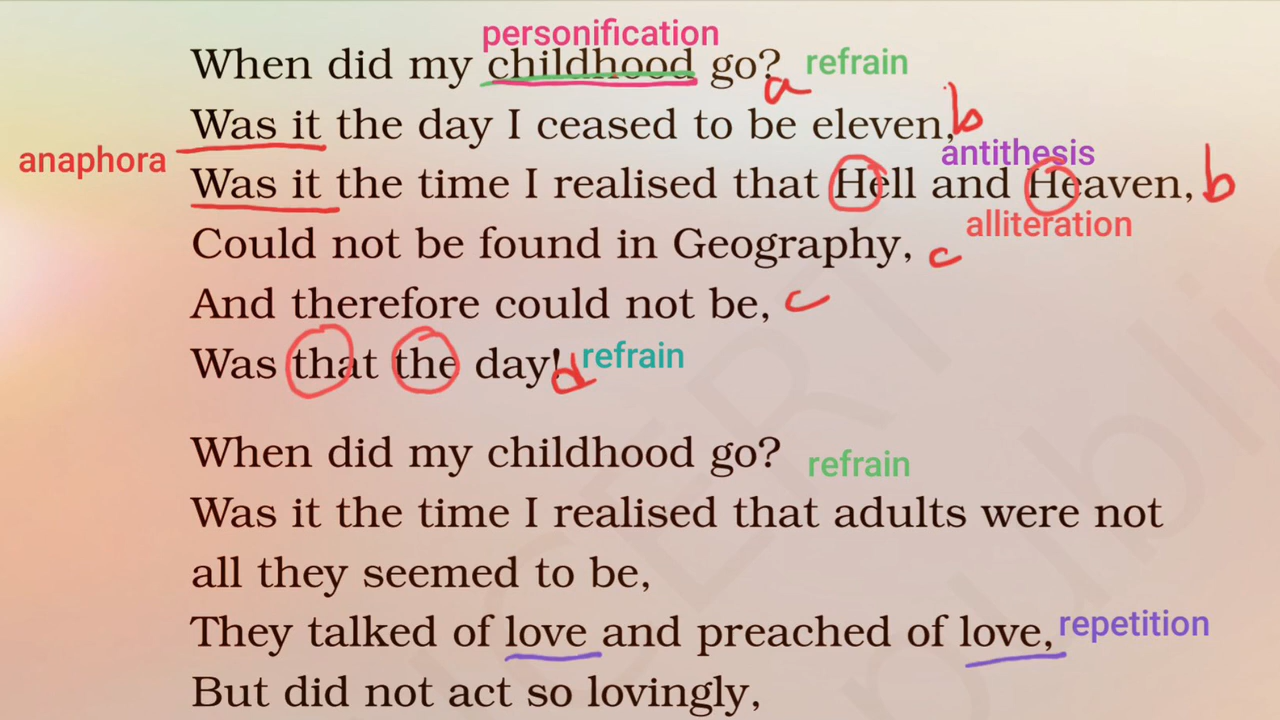 personification
When did my childhood go? refrain
a
Was it the day I ceased to be eleven, b
anaphora
antithesis
Was it the time I realised that Hell and Heaven, b
alliteration
Could not be found in Geography, c
And therefore could not be, c
Was that the day! d refrain
When did my childhood go? refrain
Was it the time I realised that adults were not
all they seemed to be,
They talked of love and preached of love, repetition
But did not act so lovingly,